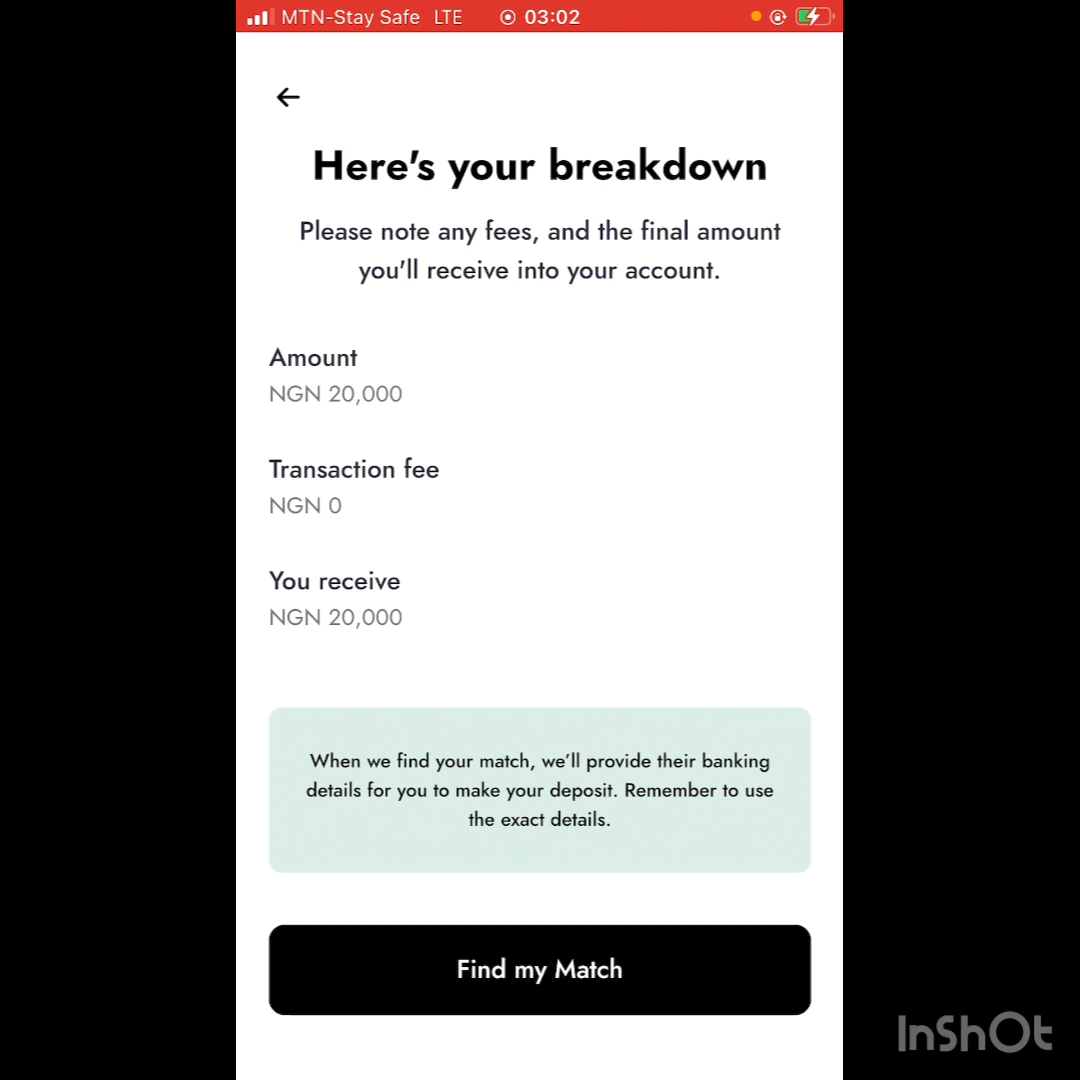 MTN-Stay Safe LTE 03:02
Here's your breakdown
Please note any fees, and the final amount
you'll receive into your account.
Amount
NGN 20,000
Transaction fee
NGN 0
You receive
NGN 20,000
When we find your match, we'll provide their banking
details for you to make your deposit. Remember to use
the exact details.
Find my Match
InShOt